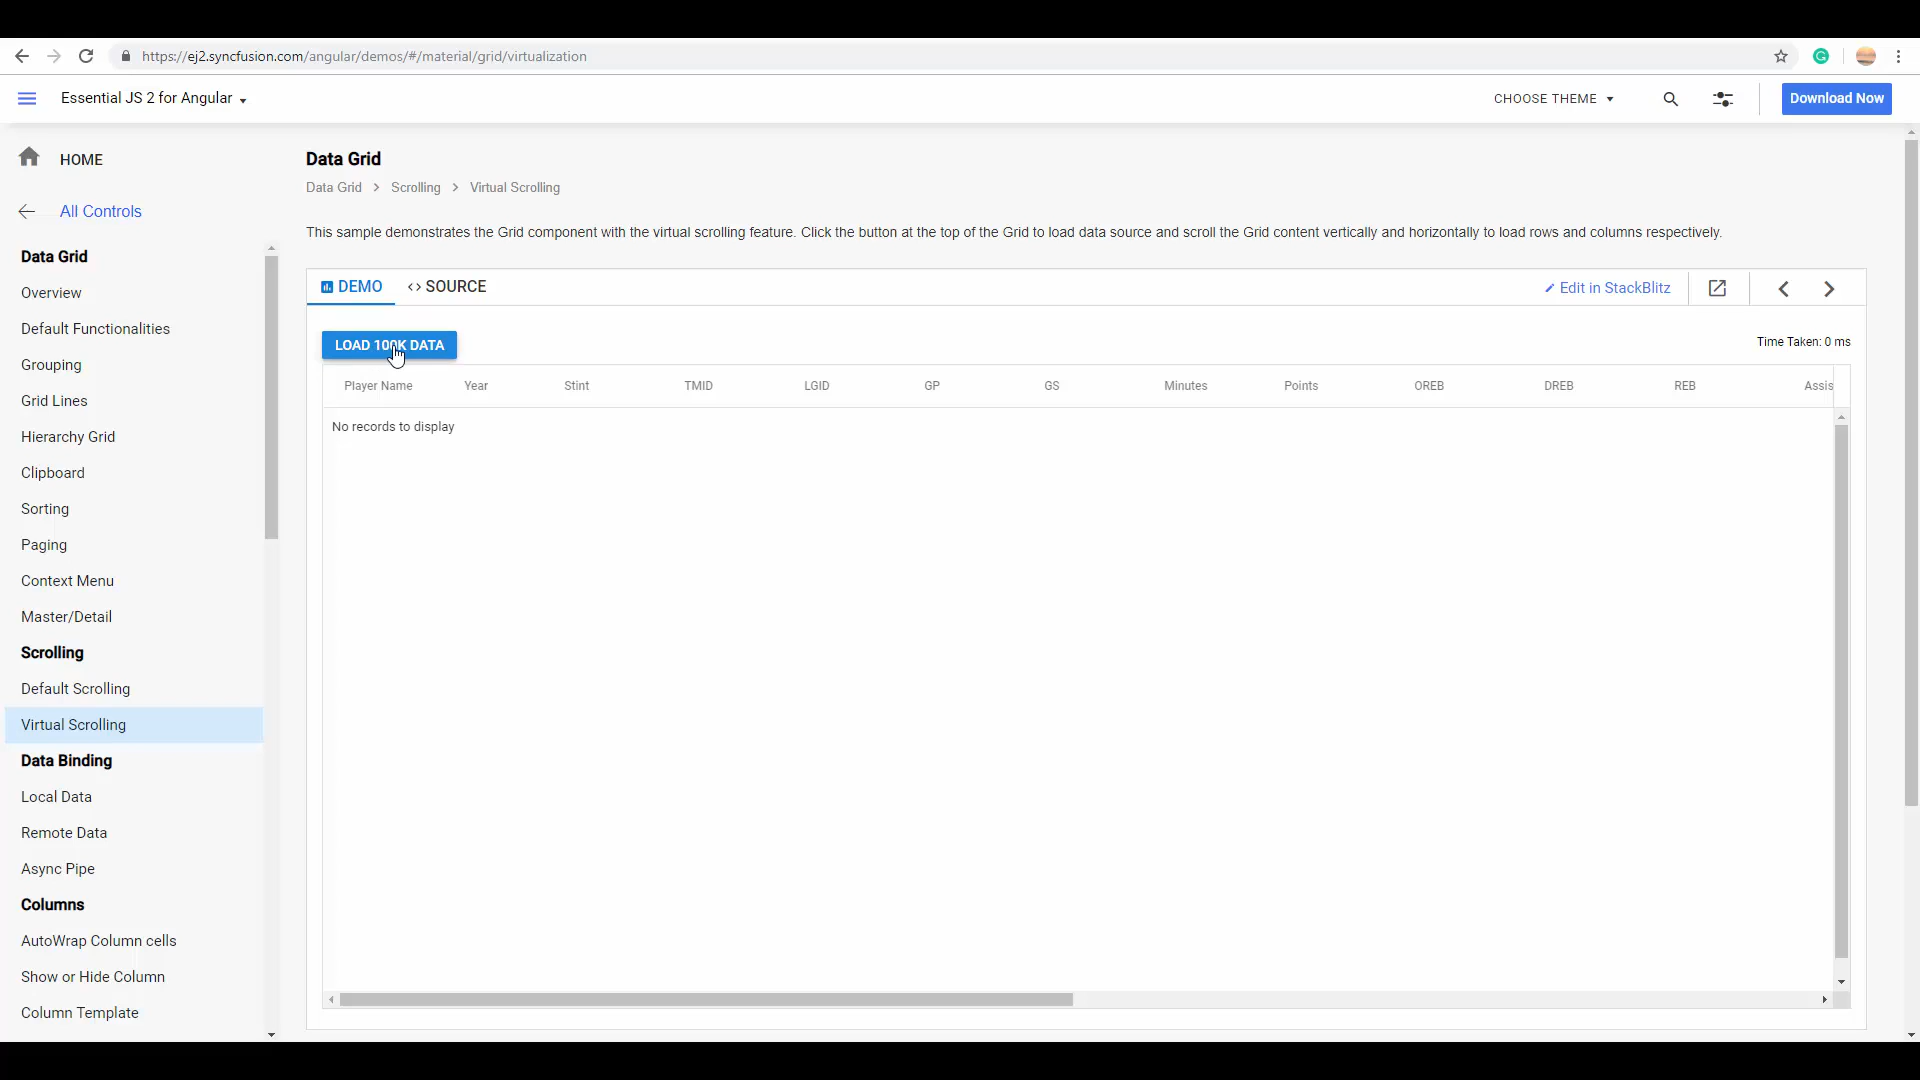 https://ej2.syncfusion.com/angular/demos/#/material/grid/virtualization
Essential JS 2 for Angular
CHOOSE THEME
Download Now
HOME
All Controls
Data Grid
Overview
Default Functionalities
Grouping
Grid Lines
Hierarchy Grid
Clipboard
Sorting
Paging
Context Menu
Master/Detail
Scrolling
Default Scrolling
Virtual Scrolling
Data Binding
Local Data
Remote Data
Async Pipe
Columns
AutoWrap Column cells
Show or Hide Column
Column Template
Data Grid
Data Grid > Scrolling > Virtual Scrolling
This sample demonstrates the Grid component with the virtual scrolling feature. Click the button at the top of the Grid to load data source and scroll the Grid content vertically and horizontally to load rows and columns respectively.
DEMO <> SOURCE
Edit in StackBlitz
LOAD 100K DATA
Time Taken: 0 ms
Player Name Year Stint TMID LGID GP GS Minutes Points OREB DREB REB Assis
No records to display